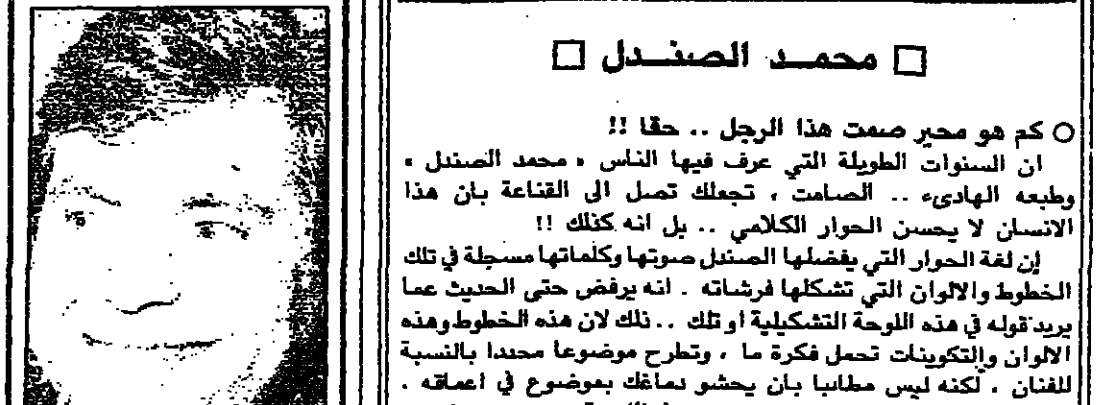 □ محمــد الصنــدل □
○ كم هو محير صمت هذا الرجل .. حقا !!
ان السنوات الطويلة التي عرف فيها الناس « محمد الصندل »
وطبعه الهادىء .. الصامت ، تجعلك تصل الى القناعة بان هذا
الانسان لا يحسن الحوار الكلامي .. بل انه كذلك !!
إن لغة الحوار التي يفضلها الصندل صوتها وكلماتها مسجلة في تلك
الخطوط والالوان التي تشكلها فرشاته . انه يرفض حتى الحديث عما
يريد قوله في هذه اللوحة التشكيلية او تلك .. ذلك لان هذه الخطوط وهذه
الالوان والتكوينات تحمل فكرة ما ، وتطرح موضوعا محددا بالنسبة
للفنان . لكنه ليس مطالبا بان يحشو دماغك بموضوع في اعماقه .